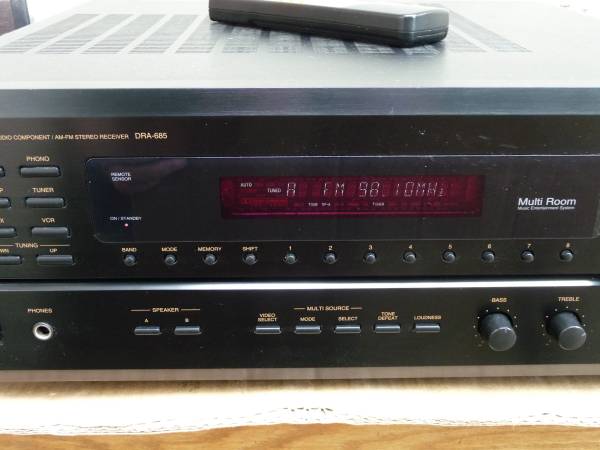 AUDIO COMPONENT / AM-FM STEREO RECEIVER DRA-685
PHONO
TUNER
VCR
TUNING
UP
REMOTE
SENSOR
ON / STANDBY
AUTO
TUNED
A FM 98.10MHz
Multi Room
Music Entertainment System
BAND MODE MEMORY SHIFT 1 2 3 4 5 6 7 8
PHONES
SPEAKER
A B
MULTI SOURCE
VIDEO
SELECT
MODE
SELECT
TONE
DEFEAT
LOUDNESS
BASS
TREBLE